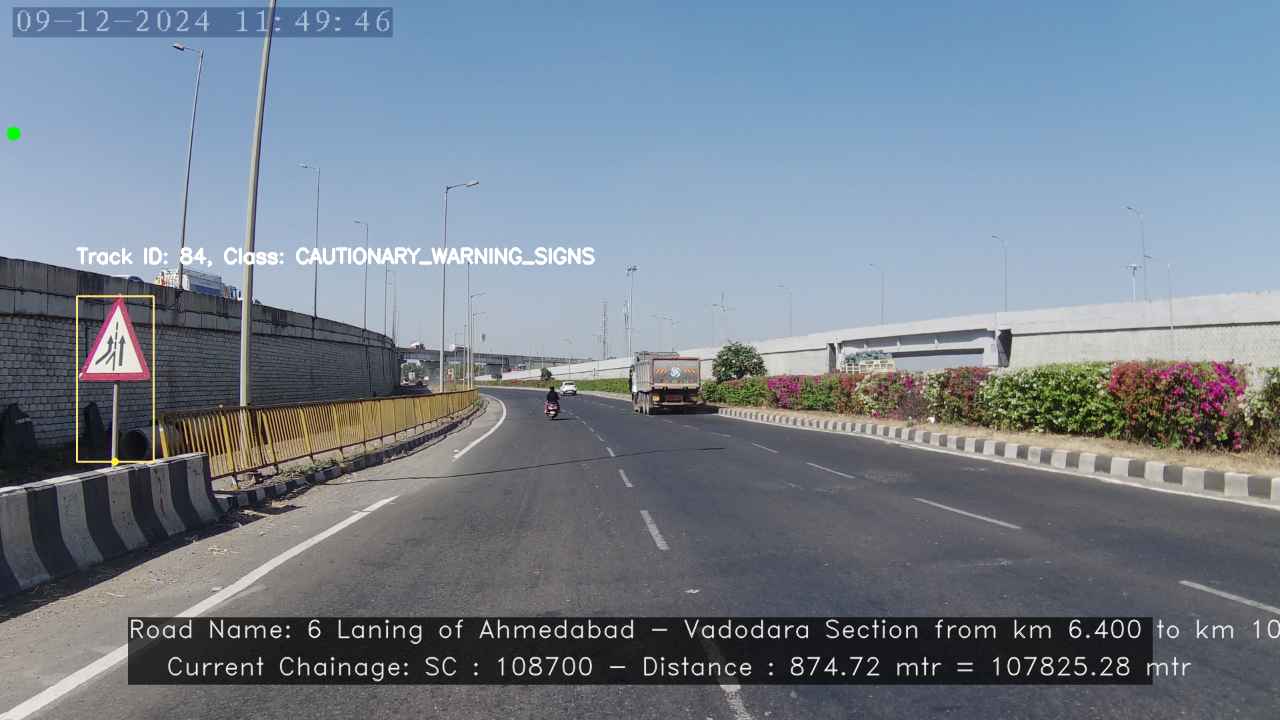 09-12-2024 11:49:46
Track ID: 84, Class: CAUTIONARY_WARNING_SIGNS
Road Name: 6 Laning of Ahmedabad - Vadodara Section from km 6.400 to km 10
Current Chainage: SC : 108700 - Distance : 874.72 mtr = 107825.28 mtr